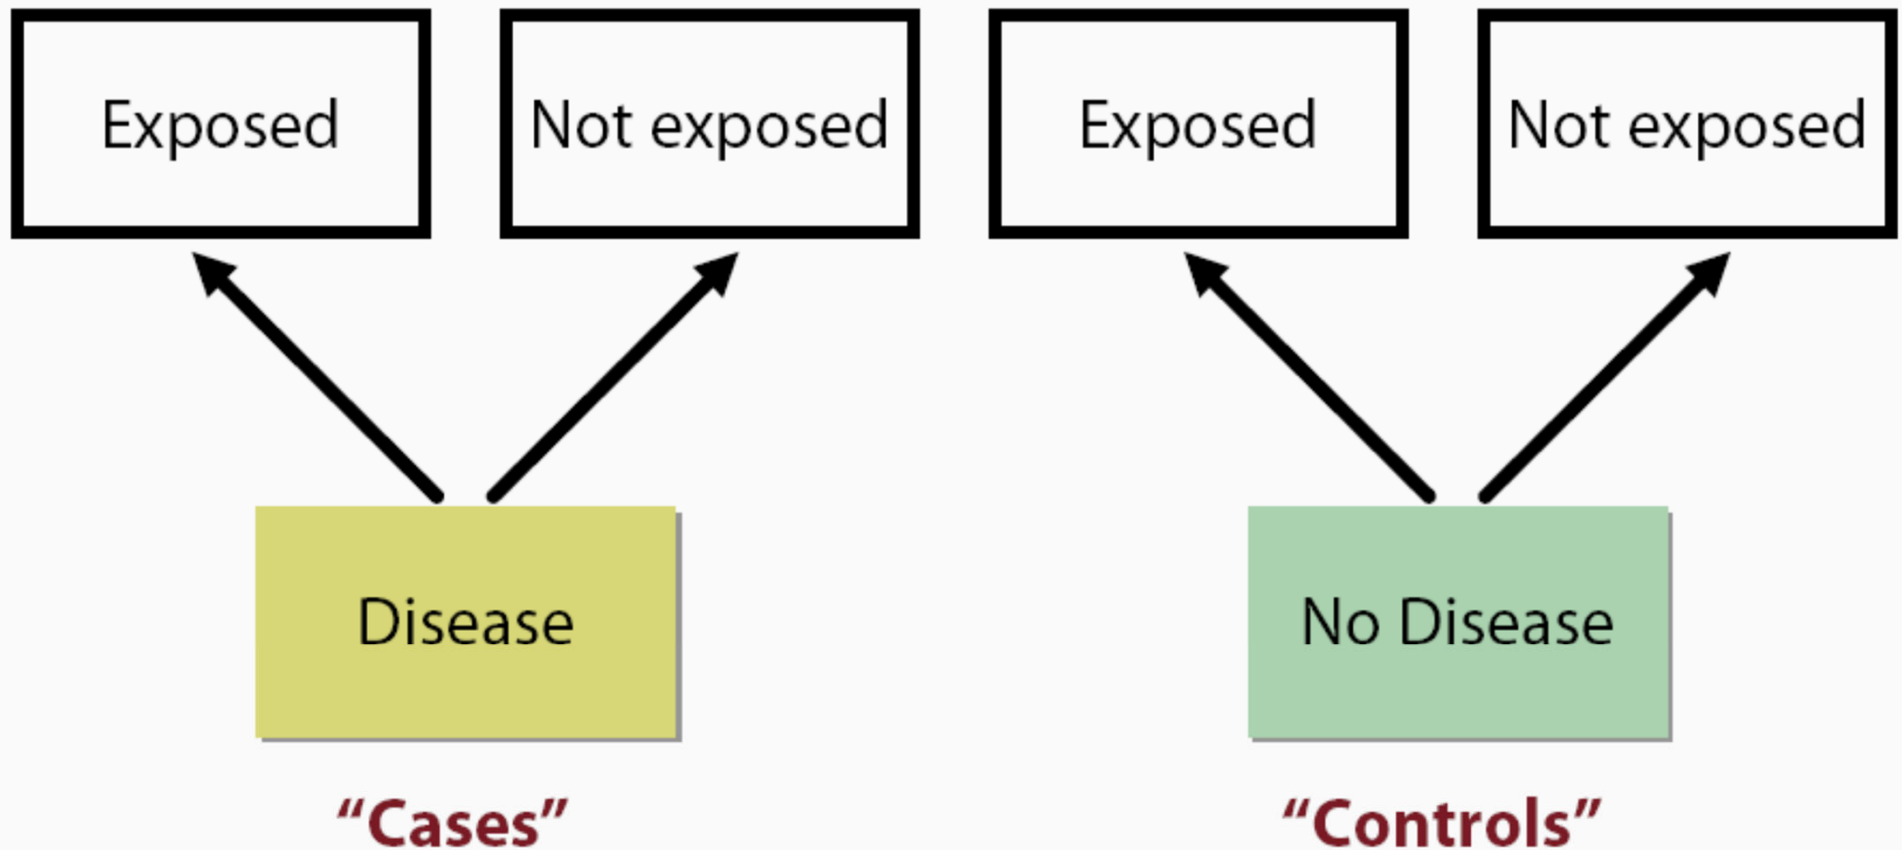 Exposed
Not exposed
Exposed
Not exposed
Disease
No Disease
“Cases”
“Controls”